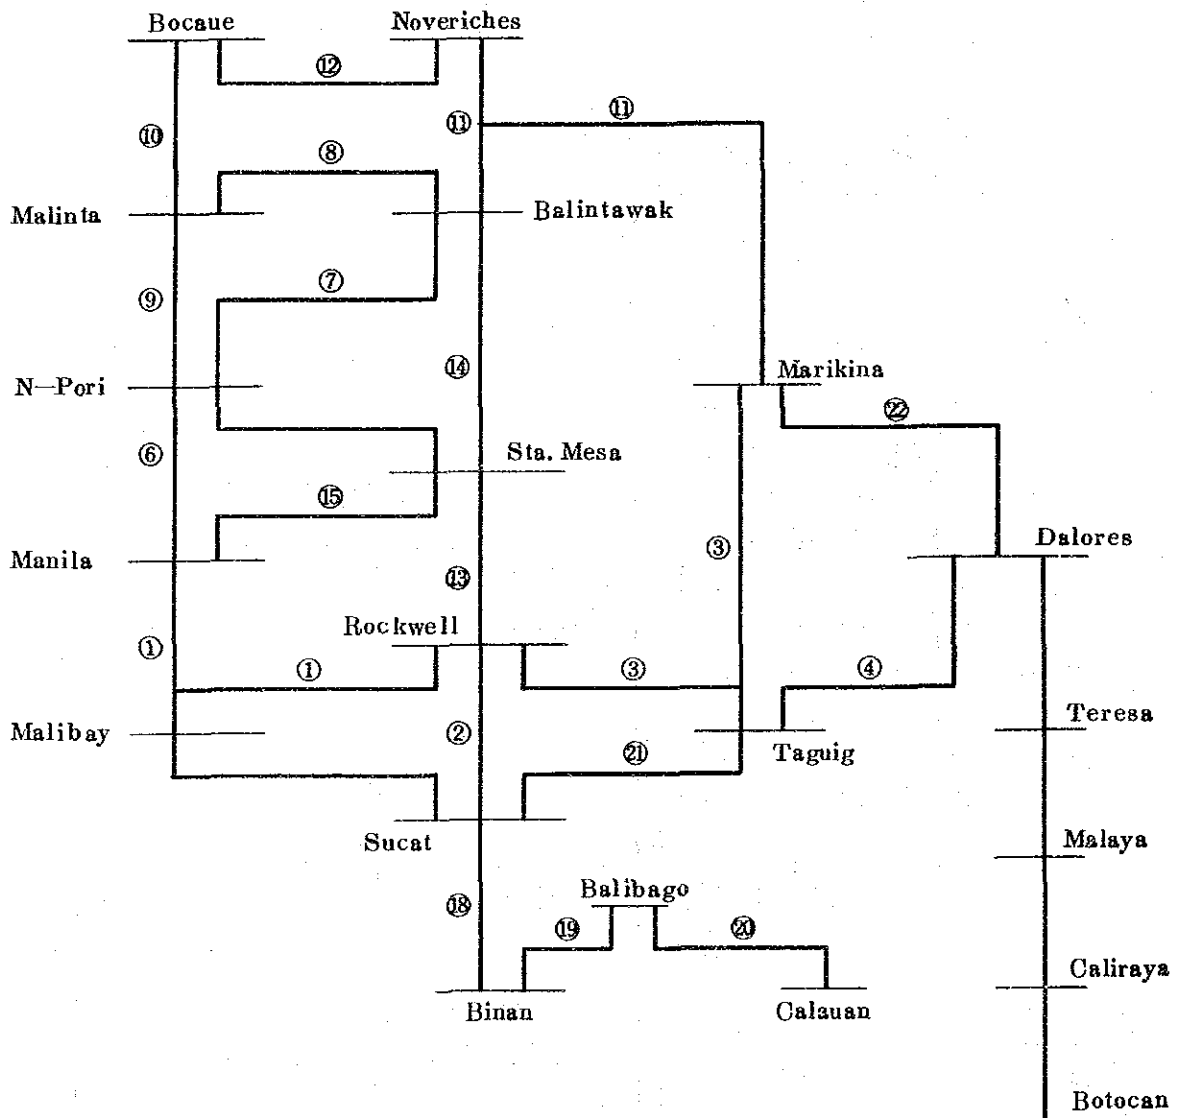 Bocaue Noveriches
⑫
⑩ ⑪ ⑪
⑧
Malinta Balintawak
⑨ ⑦
⑭ Marikina
N-Pori
㉒
⑥ Sta. Mesa
⑮
Manila ③ Dalores
⑬
Rockwell
① ① ③ ④
Malibay ② ㉑ Taguig Teresa
Sucat Malaya
Balibago
⑱ ⑲ ⑳
Caliraya
Binan Calauan
Botocan